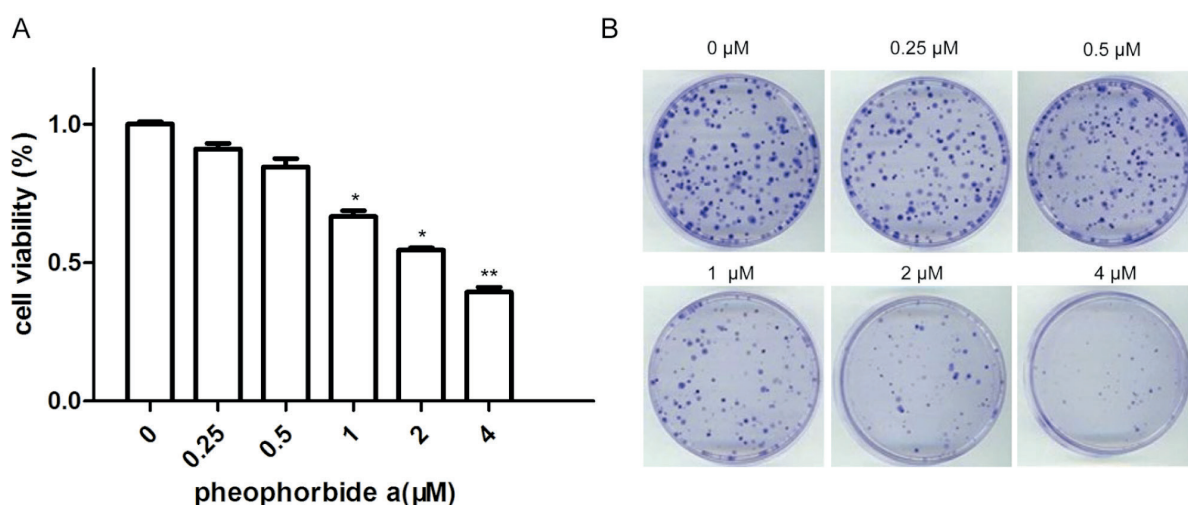 A
cell viability (%)
1.0
0.5
0.0
*
*
**
0
0.25
0.5
1
2
4
pheophorbide a(µM)
B
0 µM
0.25 µM
0.5 µM
1 µM
2 µM
4 µM